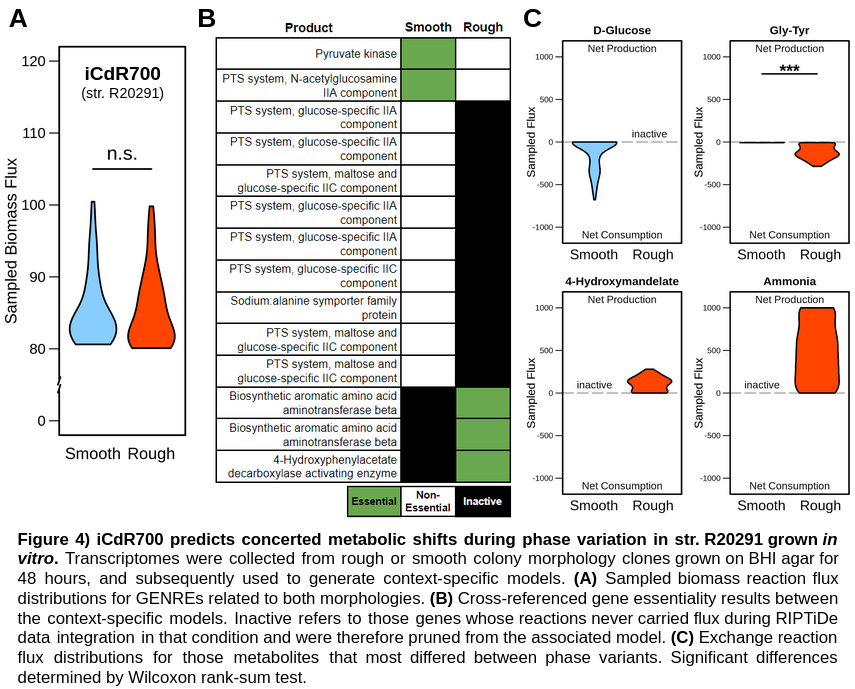 A
iCdR700
(str. R20291)
n.s.
Sampled Biomass Flux
120
110
100
90
80
0
Smooth Rough
B
Product Smooth Rough
Pyruvate kinase
PTS system, N-acetylglucosamine
IIA component
PTS system, glucose-specific IIA
component
PTS system, glucose-specific IIA
component
PTS system, maltose and
glucose-specific IIC component
PTS system, glucose-specific IIA
component
PTS system, glucose-specific IIA
component
PTS system, glucose-specific IIC
component
Sodium:alanine symporter family
protein
PTS system, maltose and
glucose-specific IIC component
PTS system, maltose and
glucose-specific IIC component
Biosynthetic aromatic amino acid
aminotransferase beta
Biosynthetic aromatic amino acid
aminotransferase beta
4-Hydroxyphenylacetate
decarboxylase activating enzyme
Essential
Non-
Essential
Inactive
C
D-Glucose
Net Production
Sampled Flux
1000
500
0
-500
-1000
inactive
Net Consumption
Smooth Rough
Gly-Tyr
Net Production
***
Sampled Flux
1000
500
0
-500
-1000
Net Consumption
Smooth Rough
4-Hydroxymandelate
Net Production
Sampled Flux
1000
500
0
-500
-1000
inactive
Net Consumption
Smooth Rough
Ammonia
Net Production
Sampled Flux
1000
500
0
-500
-1000
inactive
Net Consumption
Smooth Rough
Figure 4) iCdR700 predicts concerted metabolic shifts during phase variation in str. R20291 grown in
vitro. Transcriptomes were collected from rough or smooth colony morphology clones grown on BHI agar for
48 hours, and subsequently used to generate context-specific models. (A) Sampled biomass reaction flux
distributions for GENREs related to both morphologies. (B) Cross-referenced gene essentiality results between
the context-specific models. Inactive refers to those genes whose reactions never carried flux during RIPTiDe
data integration in that condition and were therefore pruned from the associated model. (C) Exchange reaction
flux distributions for those metabolites that most differed between phase variants. Significant differences
determined by Wilcoxon rank-sum test.